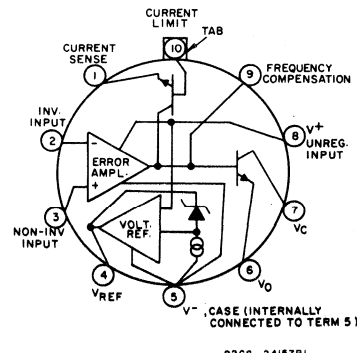 CURRENT
LIMIT
TAB
10
CURRENT
SENSE
1
9
FREQUENCY
COMPENSATION
INV.
INPUT
2
8
V+
UNREG.
INPUT
-
ERROR
AMPL.
+
3
NON-INV
INPUT
VOLT.
REF.
7
VC
4
VREF
5
6
VO
V-, CASE (INTERNALLY
CONNECTED TO TERM 5)